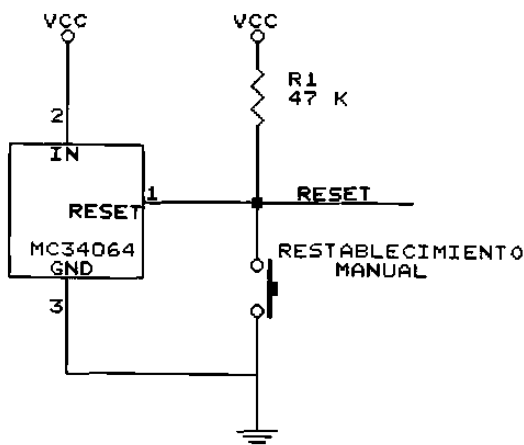 VCC
VCC
R1
47 K
2
IN
1
RESET
RESET
MC34064
GND
RESTABLECIMIENTO
MANUAL
3